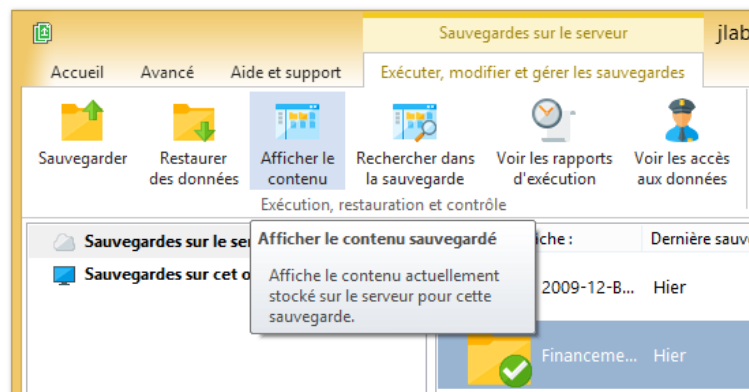 Sauvegardes sur le serveur
jlab
Accueil Avancé Aide et support Exécuter, modifier et gérer les sauvegardes
Sauvegarder
Restaurer
des données
Afficher le
contenu
Rechercher dans
la sauvegarde
Voir les rapports
d'exécution
Voir les accès
aux données
Exécution, restauration et contrôle
Sauvegardes sur le se
Sauvegardes sur cet o
Afficher le contenu sauvegardé
Affiche le contenu actuellement
stocké sur le serveur pour cette
sauvegarde.
iche : Dernière sauv
2009-12-B... Hier
Financeme... Hier